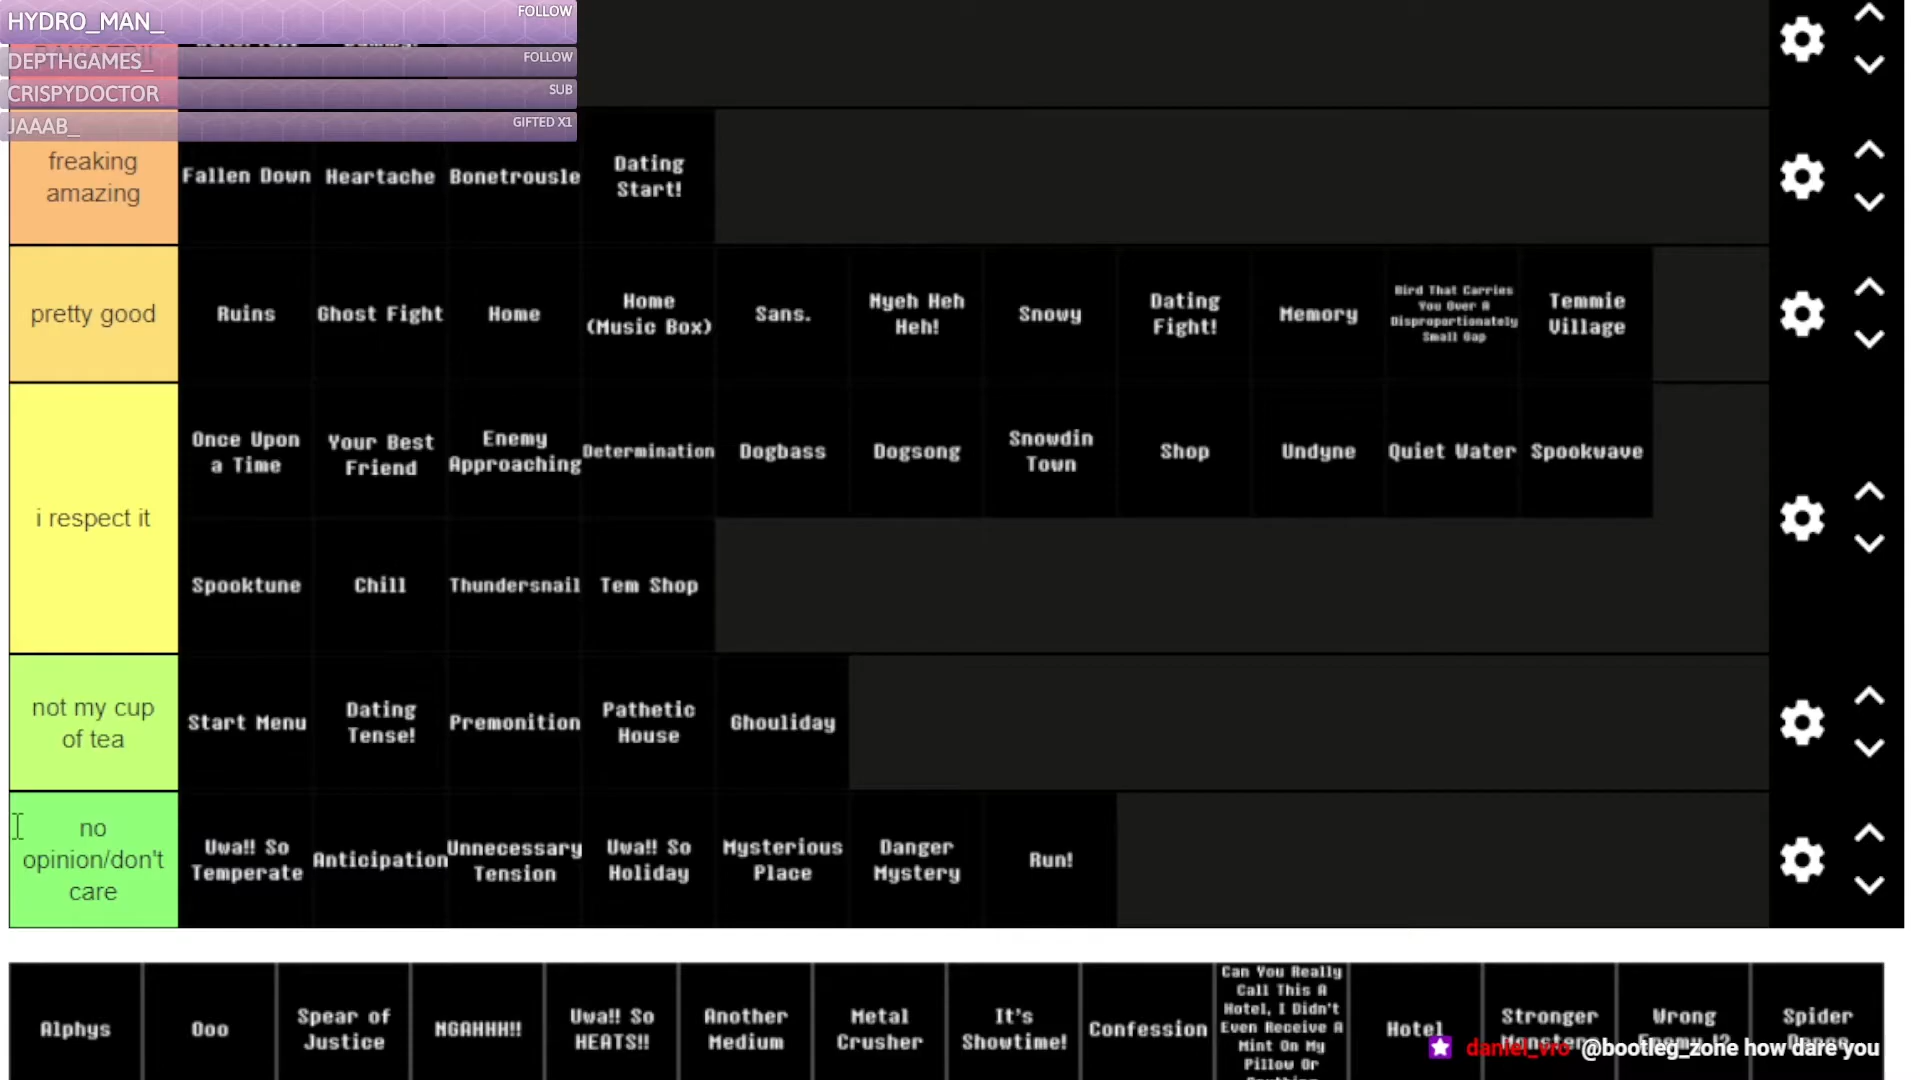 HYDRO_MAN_ FOLLOW
DEPTHGAMES_ FOLLOW
CRISPYDOCTOR SUB
JAAAB_ GIFTED X1
freaking
amazing
Fallen Down
Heartache
Bonetrousle
Dating
Start!
pretty good
Ruins
Ghost Fight
Home
Home
(Music Box)
Sans.
Nyeh Heh
Heh!
Snowy
Dating
Fight!
Memory
Bird That Carries
You Over A
Disproportionately
Small Gap
Temmie
Village
i respect it
Once Upon
a Time
Your Best
Friend
Enemy
Approaching
Determination
Dogbass
Dogsong
Snowdin
Town
Shop
Undyne
Quiet Water
Spookwave
Spooktune
Chill
Thundersnail
Tem Shop
not my cup
of tea
Start Menu
Dating
Tense!
Premonition
Pathetic
House
Ghouliday
no
opinion/don't
care
Uwa!! So
Temperate
Anticipation
Unnecessary
Tension
Uwa!! So
Holiday
Mysterious
Place
Danger
Mystery
Run!
Alphys
Ooo
Spear of
Justice
NGAHHH!!
Uwa!! So
HEATS!!
Another
Medium
Metal
Crusher
It's
Showtime!
Confession
Can You Really
Call This A
Hotel, I Didn't
Even Receive A
Mint On My
Pillow Or
Hotel
Stronger
Wrong
Spider
daniel_vro @bootleg_zone how dare you